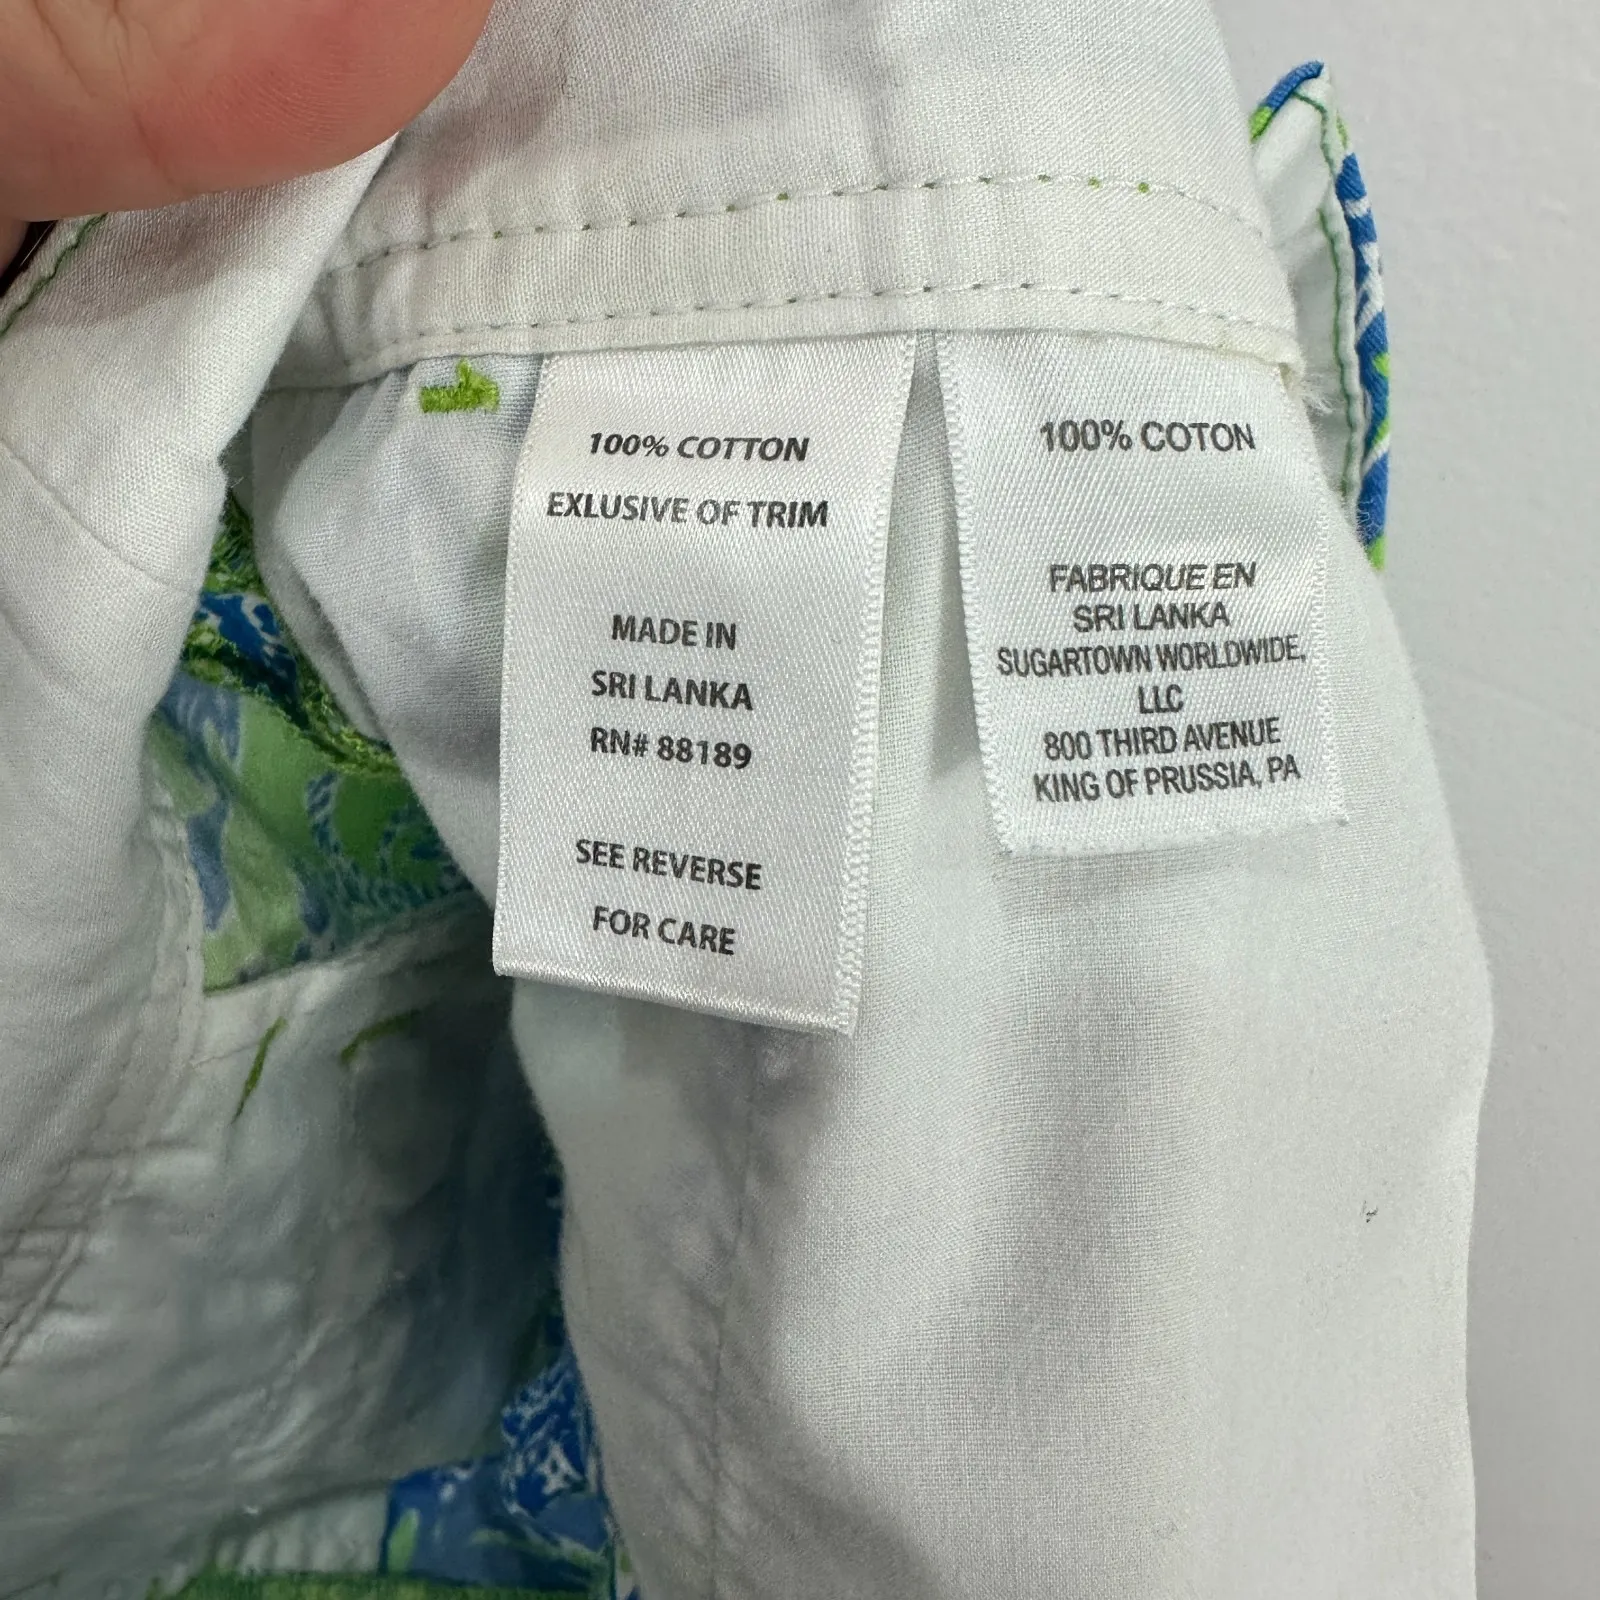 100% COTTON
EXLUSIVE OF TRIM
MADE IN
SRI LANKA
RN# 88189
SEE REVERSE
FOR CARE
100% COTON
FABRIQUE EN
SRI LANKA
SUGARTOWN WORLDWIDE,
LLC
800 THIRD AVENUE
KING OF PRUSSIA, PA